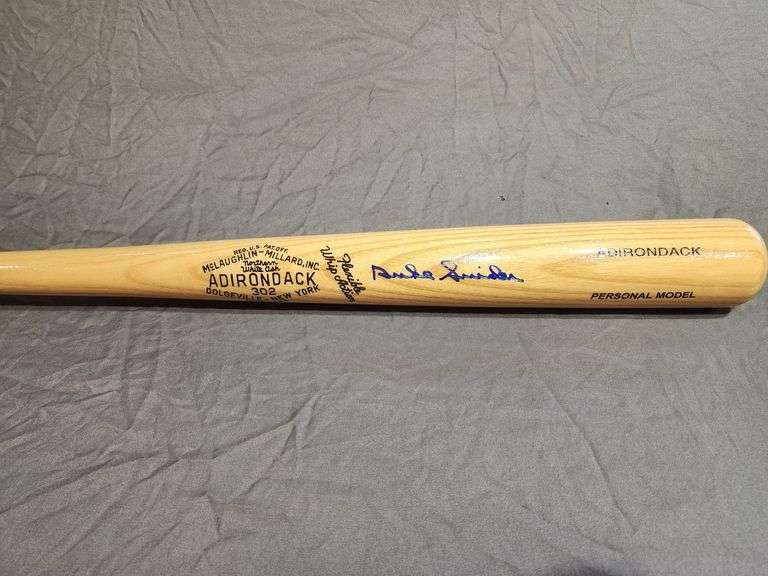 REG. U.S. PAT. OFF.
McLAUGHLIN-MILLARD, INC.
Northern
White Ash
ADIRONDACK
302
DOLGEVILLE-NEW YORK
Flexible
Whip Action
Duke Snider
ADIRONDACK
PERSONAL MODEL